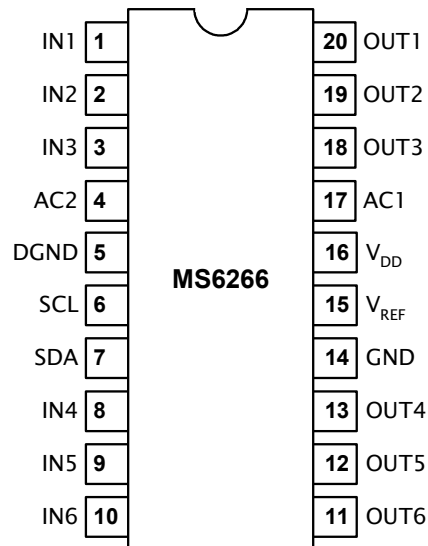 IN1 1 20 OUT1
IN2 2 19 OUT2
IN3 3 18 OUT3
AC2 4 17 AC1
DGND 5 16 VDD
MS6266
SCL 6 15 VREF
SDA 7 14 GND
IN4 8 13 OUT4
IN5 9 12 OUT5
IN6 10 11 OUT6